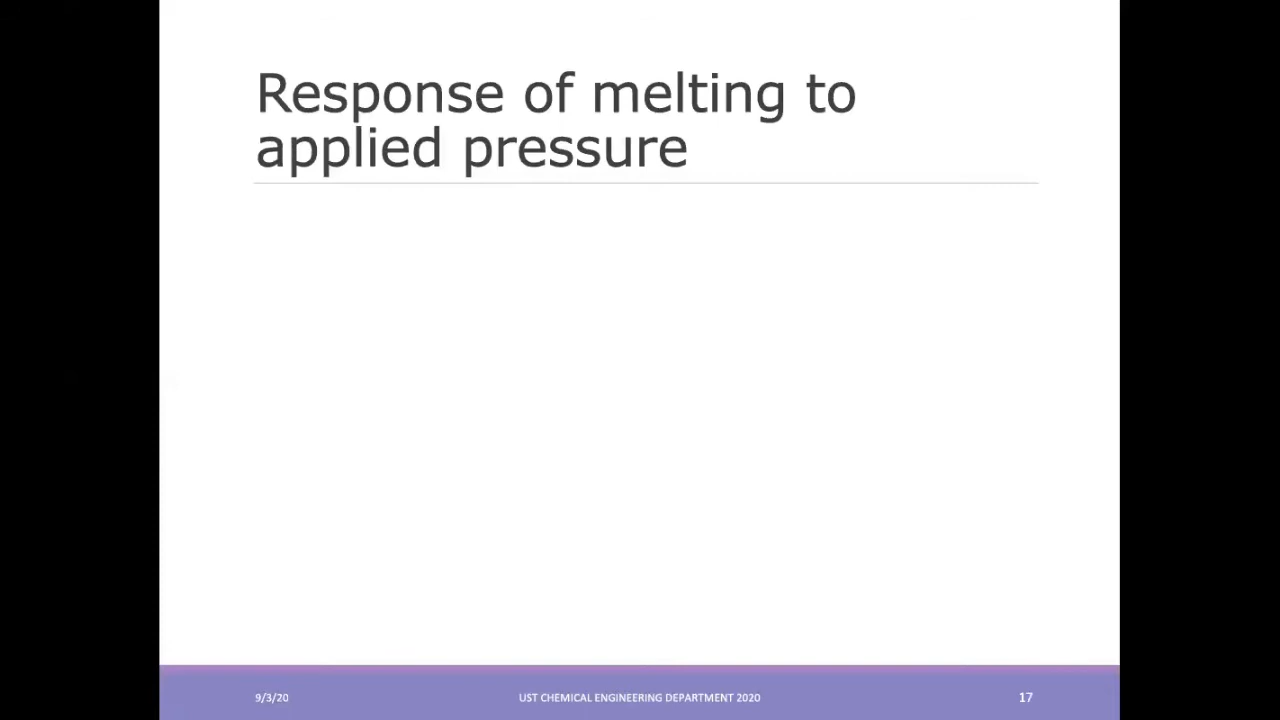 Response of melting to
applied pressure
9/3/20
UST CHEMICAL ENGINEERING DEPARTMENT 2020
17